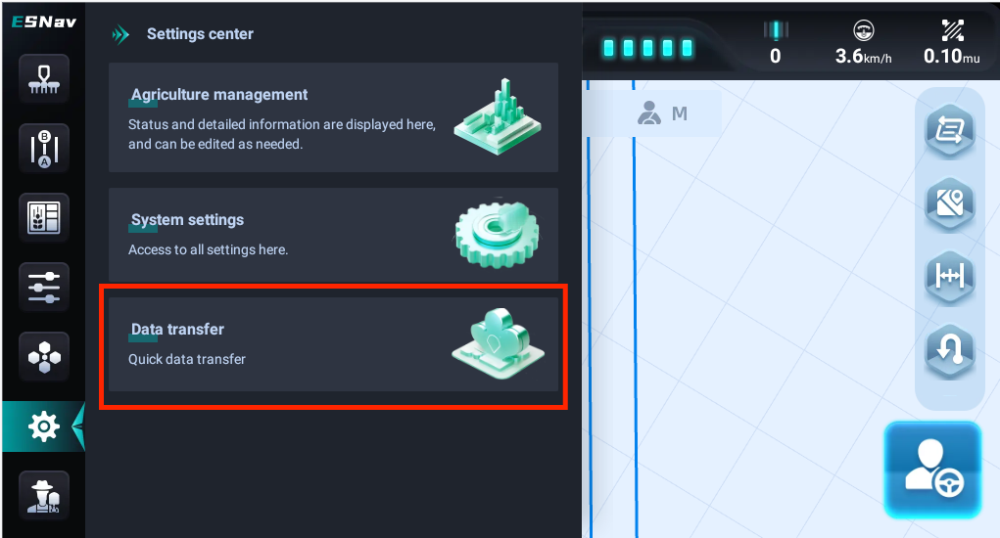 ESNav
Settings center
Agriculture management
Status and detailed information are displayed here,
and can be edited as needed.
System settings
Access to all settings here.
Data transfer
Quick data transfer
B
A
0
3.6km/h
0.10mu
M